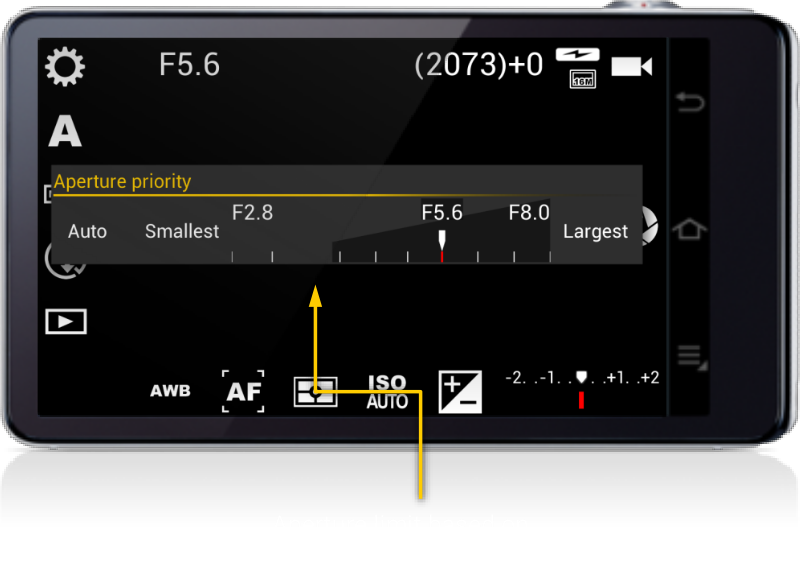 F5.6 (2073)+0
16M
A
Aperture priority
F2.8 F5.6 F8.0
Auto Smallest Largest
AWB AF ISO AUTO -2. .-1. . . .+1. .+2